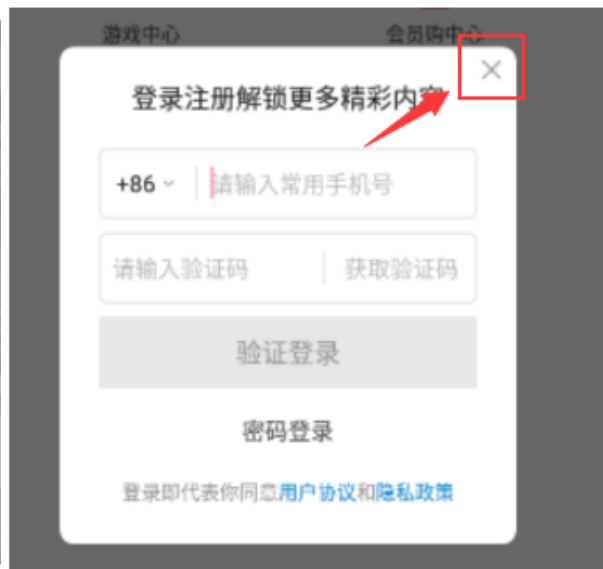 游戏中心 会员购中心
登录注册解锁更多精彩内容
+86 请输入常用手机号
请输入验证码 获取验证码
验证登录
密码登录
登录即代表你同意用户协议和隐私政策